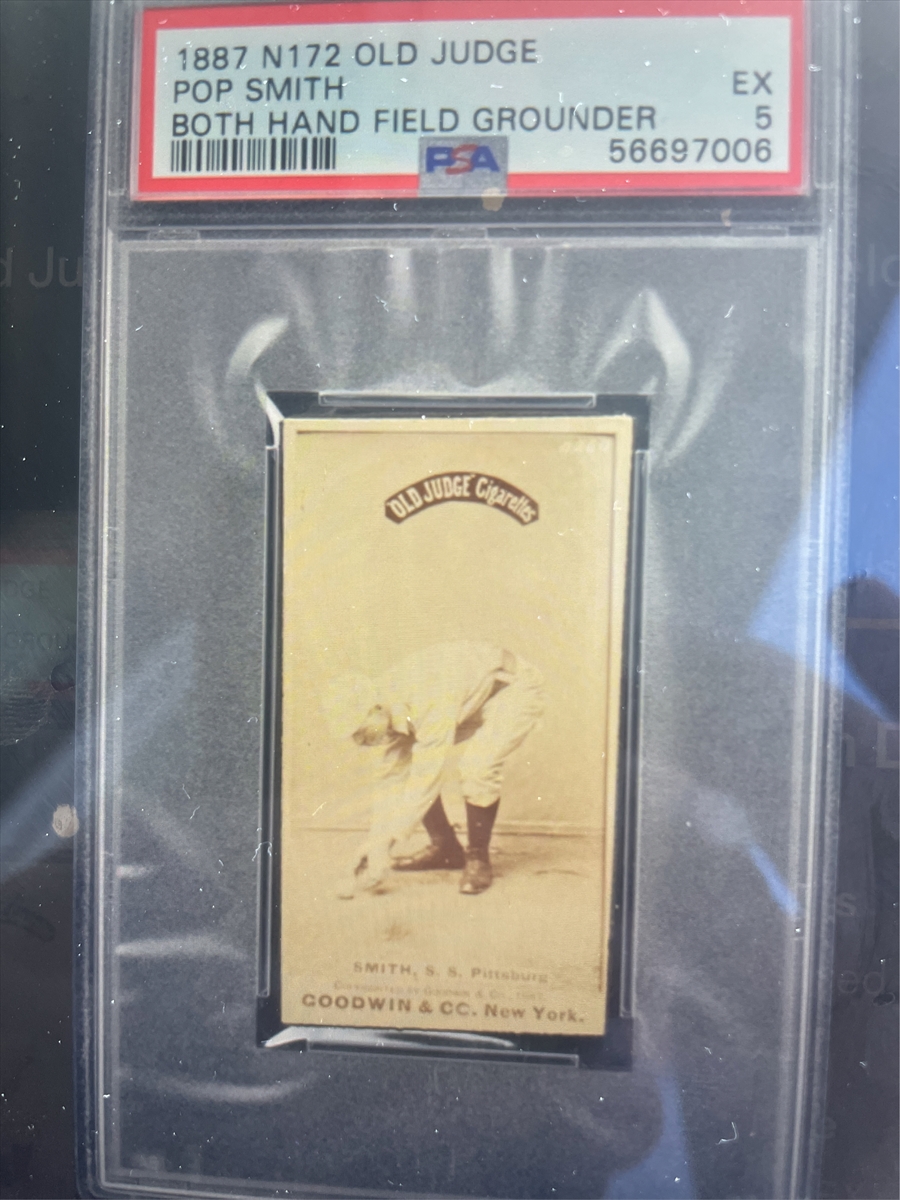 1887 N172 OLD JUDGE
POP SMITH
EX
BOTH HAND FIELD GROUNDER
5
PSA
56697006
"OLD JUDGE" Cigarettes
SMITH, S. S. Pittsburg
GOODWIN & CO. New York.